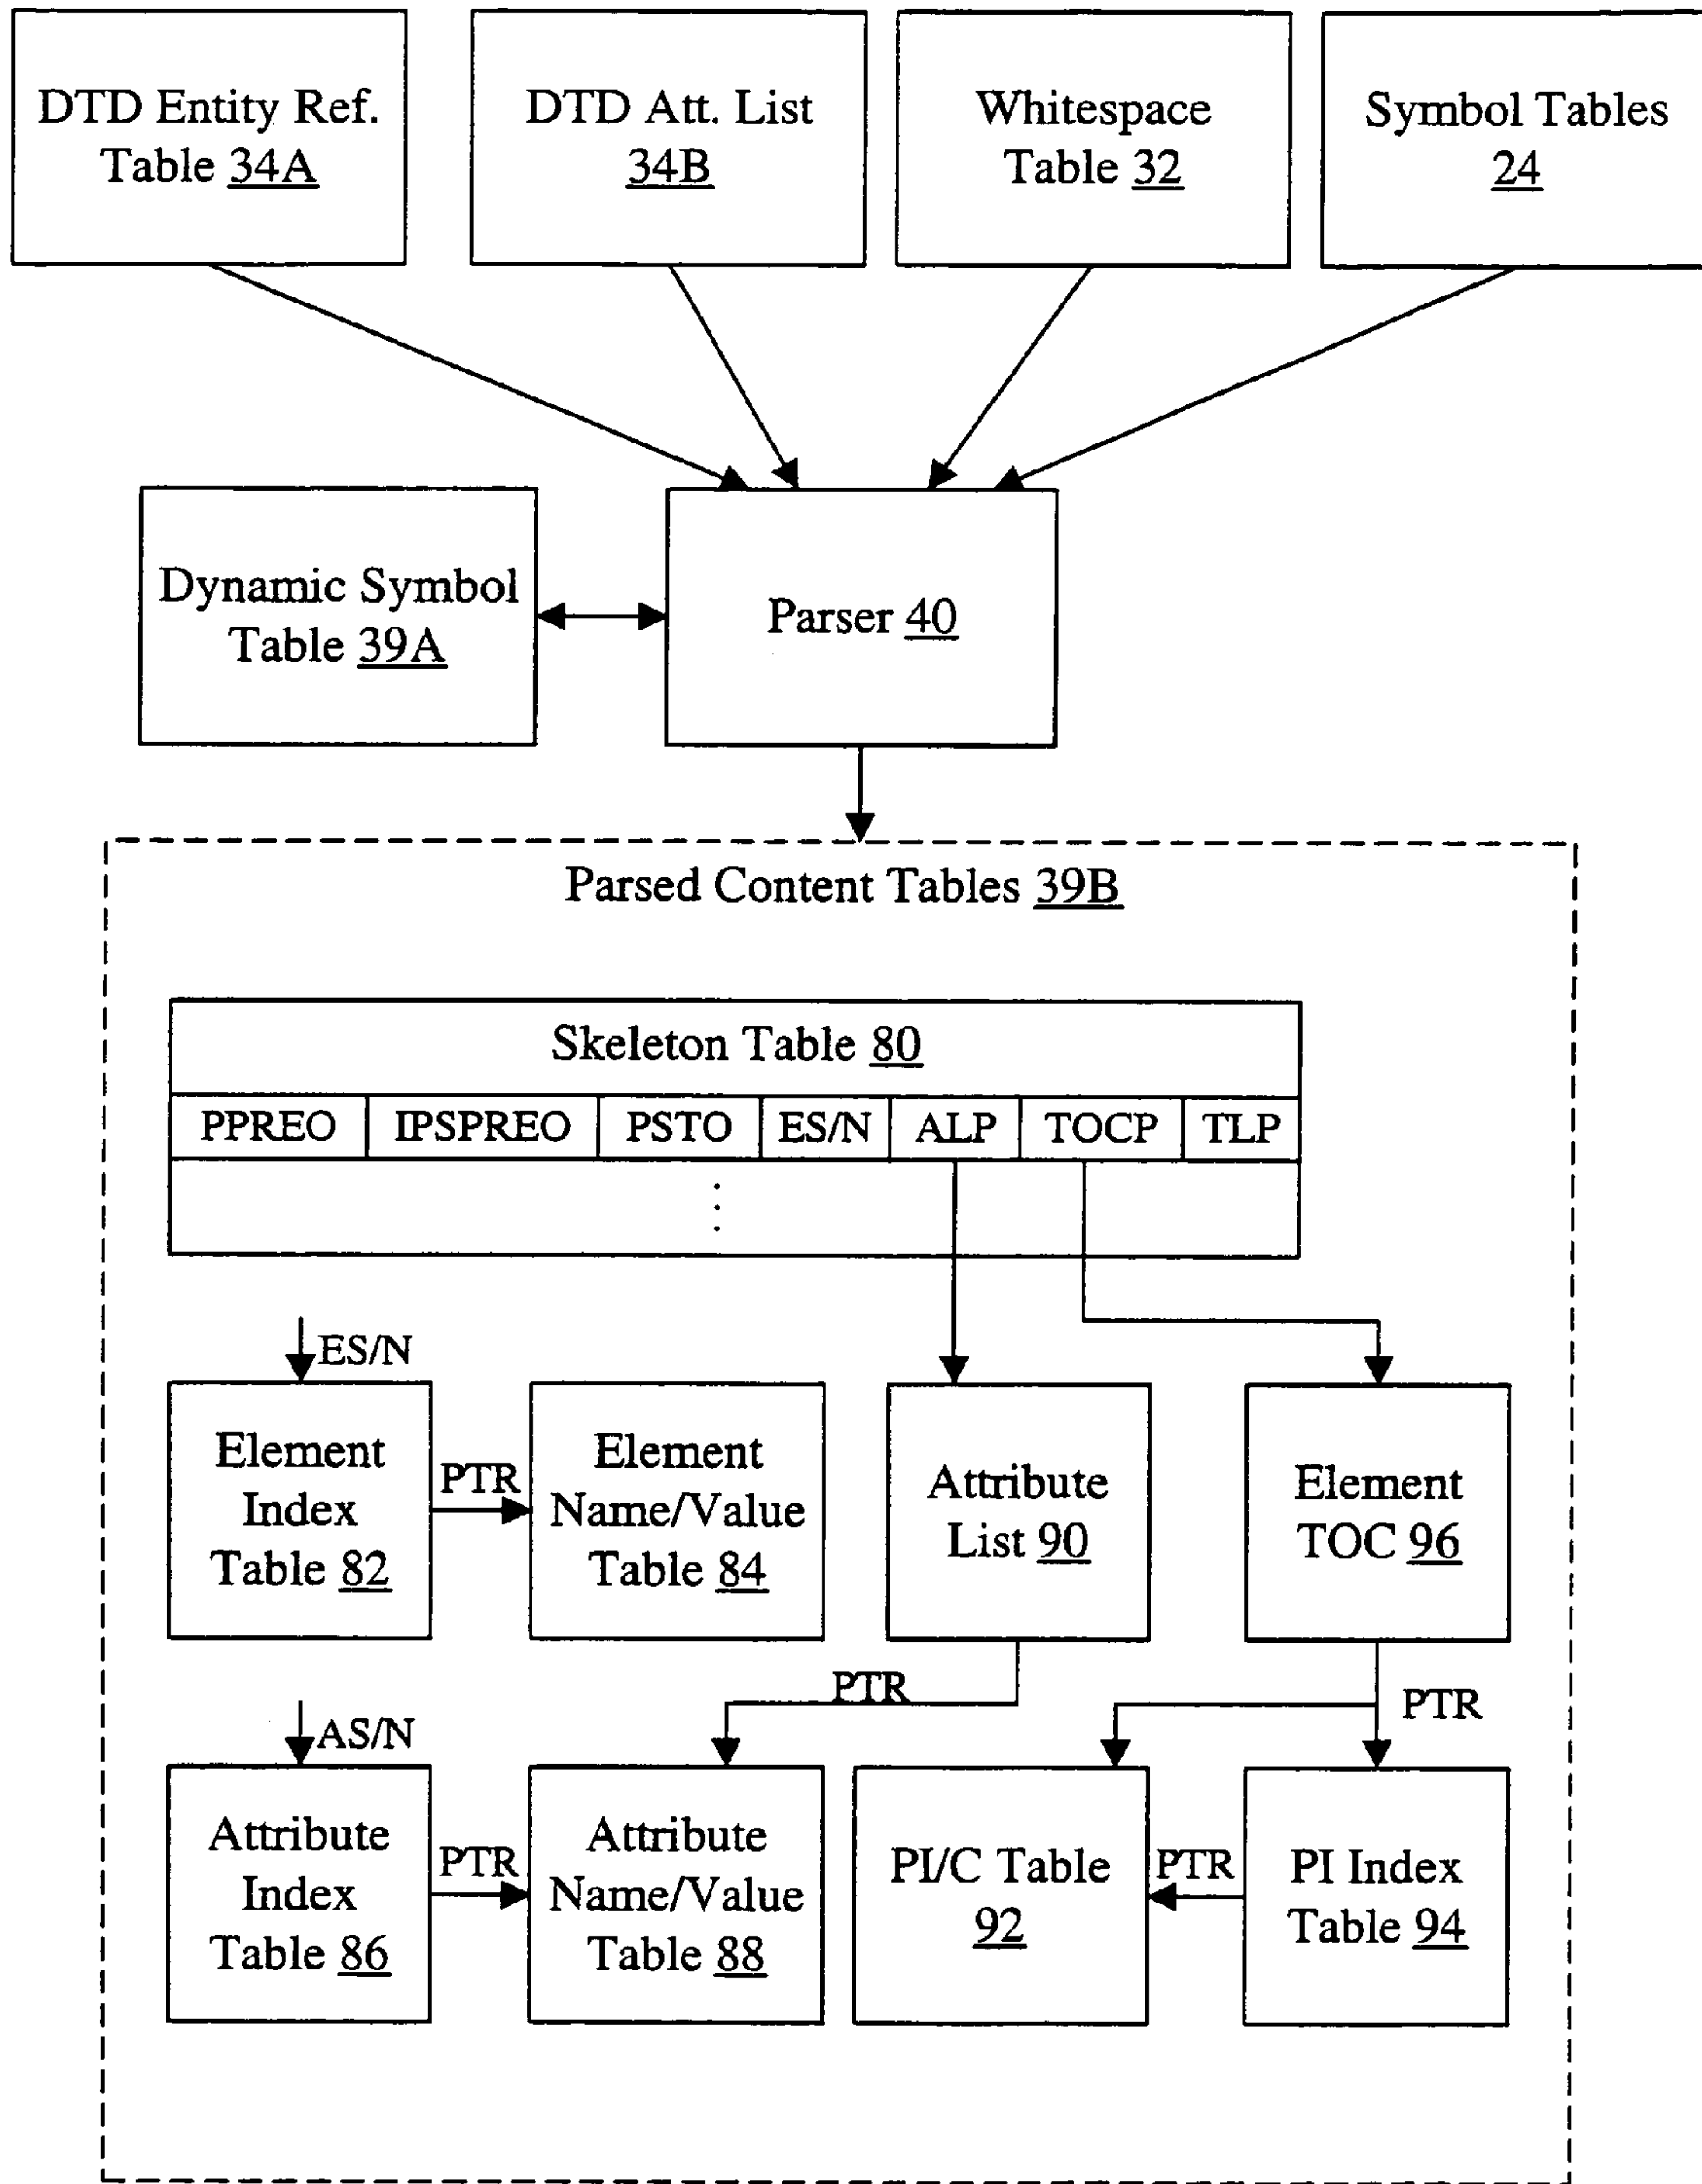 DTD Entity Ref.
Table 34A
DTD Att. List
34B
Whitespace
Table 32
Symbol Tables
24
Dynamic Symbol
Table 39A
Parser 40
Parsed Content Tables 39B
Skeleton Table 80
PPREO IPSPREO PSTO ES/N ALP TOCP TLP
ES/N
Element
Index
Table 82
PTR
Element
Name/Value
Table 84
Attribute
List 90
Element
TOC 96
PTR
PTR
AS/N
Attribute
Index
Table 86
PTR
Attribute
Name/Value
Table 88
PI/C Table
92
PTR
PI Index
Table 94